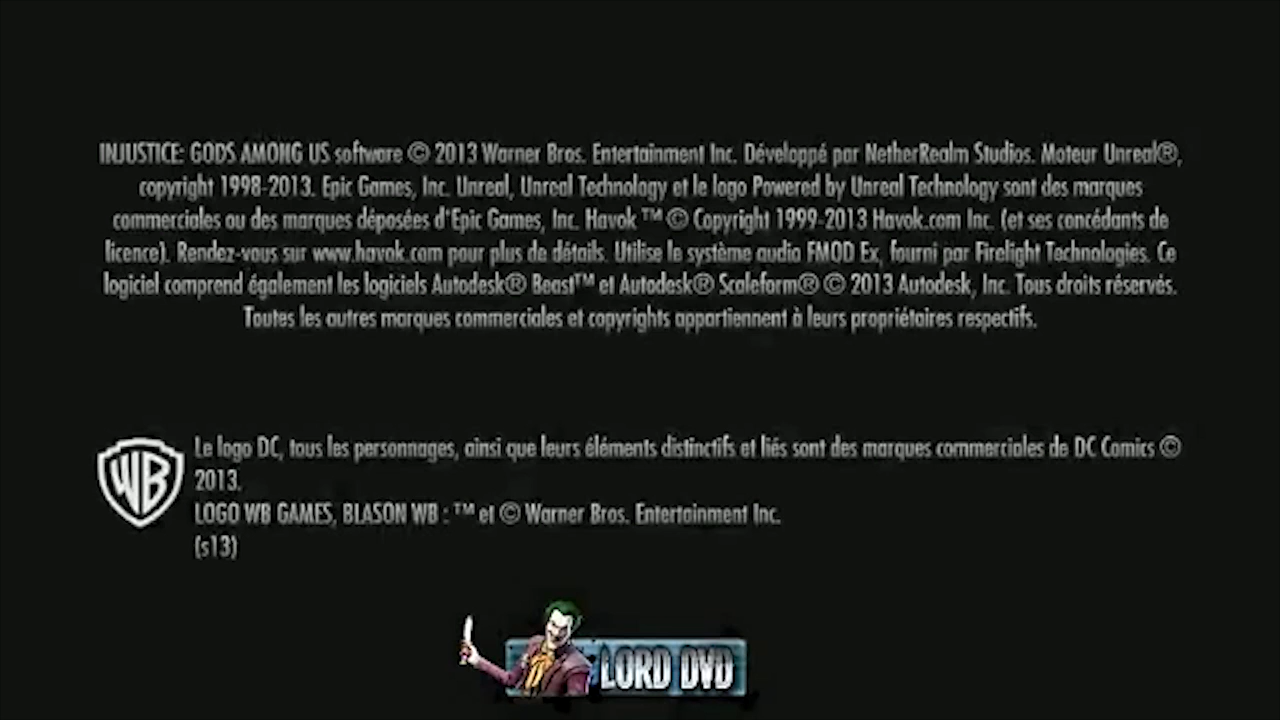 INJUSTICE: GODS AMONG US software © 2013 Warner Bros. Entertainment Inc. Développé par NetherRealm Studios. Moteur Unreal®,
copyright 1998-2013. Epic Games, Inc. Unreal, Unreal Technology et le logo Powered by Unreal Technology sont des marques
commerciales ou des marques déposées d'Epic Games, Inc. Havok ™ © Copyright 1999-2013 Havok.com Inc. (et ses concédants de
licence). Rendez-vous sur www.havok.com pour plus de détails. Utilise le système audio FMOD Ex, fourni par Firelight Technologies. Ce
logiciel comprend également les logiciels Autodesk® Beast™ et Autodesk® Scaleform® © 2013 Autodesk, Inc. Tous droits réservés.
Toutes les autres marques commerciales et copyrights appartiennent à leurs propriétaires respectifs.
WB
Le logo DC, tous les personnages, ainsi que leurs éléments distinctifs et liés sont des marques commerciales de DC Comics ©
2013.
LOGO WB GAMES, BLASON WB : ™ et © Warner Bros. Entertainment Inc.
(s13)
LORD DVD